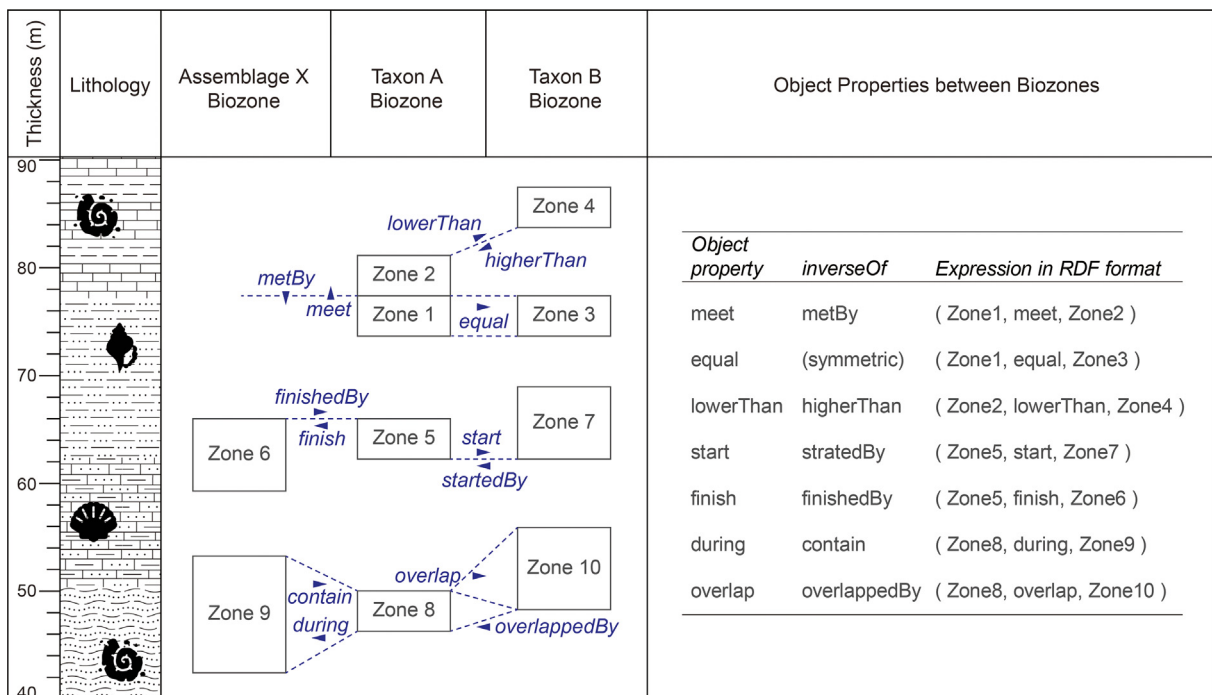 Thickness (m)
Lithology
Assemblage X
Biozone
Taxon A
Biozone
Taxon B
Biozone
Object Properties between Biozones
90
80
70
60
50
40
Zone 4
lowerThan
higherThan
Zone 2
metBy
meet
Zone 1
equal
Zone 3
finishedBy
finish
Zone 6
Zone 5
start
startedBy
Zone 7
Zone 9
contain
during
Zone 8
overlap
overlappedBy
Zone 10
Object
property inverseOf Expression in RDF format
meet metBy ( Zone1, meet, Zone2 )
equal (symmetric) ( Zone1, equal, Zone3 )
lowerThan higherThan ( Zone2, lowerThan, Zone4 )
start stratedBy ( Zone5, start, Zone7 )
finish finishedBy ( Zone5, finish, Zone6 )
during contain ( Zone8, during, Zone9 )
overlap overlappedBy ( Zone8, overlap, Zone10 )